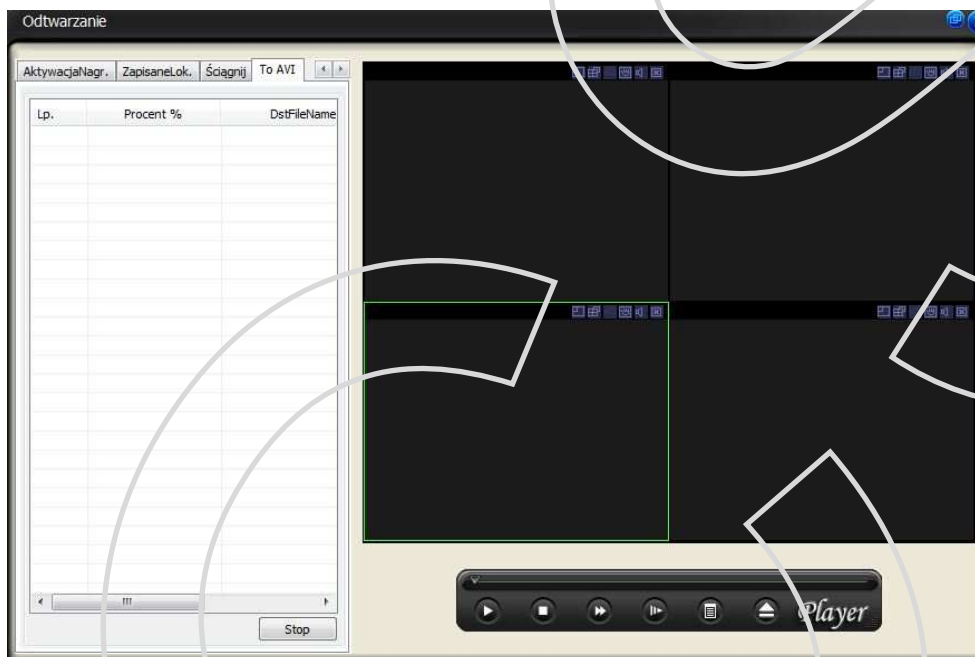 Odtwarzanie
AktywacjaNagr. ZapisaneLok. Ściągnij To AVI
Lp. Procent % DstFileName
Stop
Player